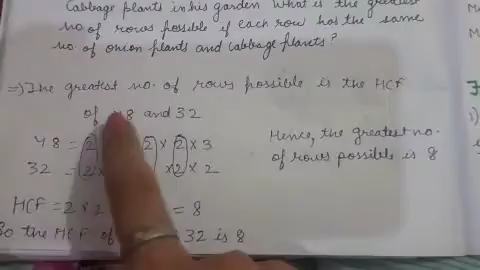 Cabbage plants in his garden What is the greatest
no. of rows possible if each row has the same
no. of onion plants and cabbage plants?
=) The greatest no. of rows possible is the HCF
of 8 and 32
48 = 2 2 × 2 × 3
32 = 2 × 2 × 2
Hence, the greatest no.
of rows possible is 8
HCF = 2 × 2 = 8
So the HCF of 32 is 8